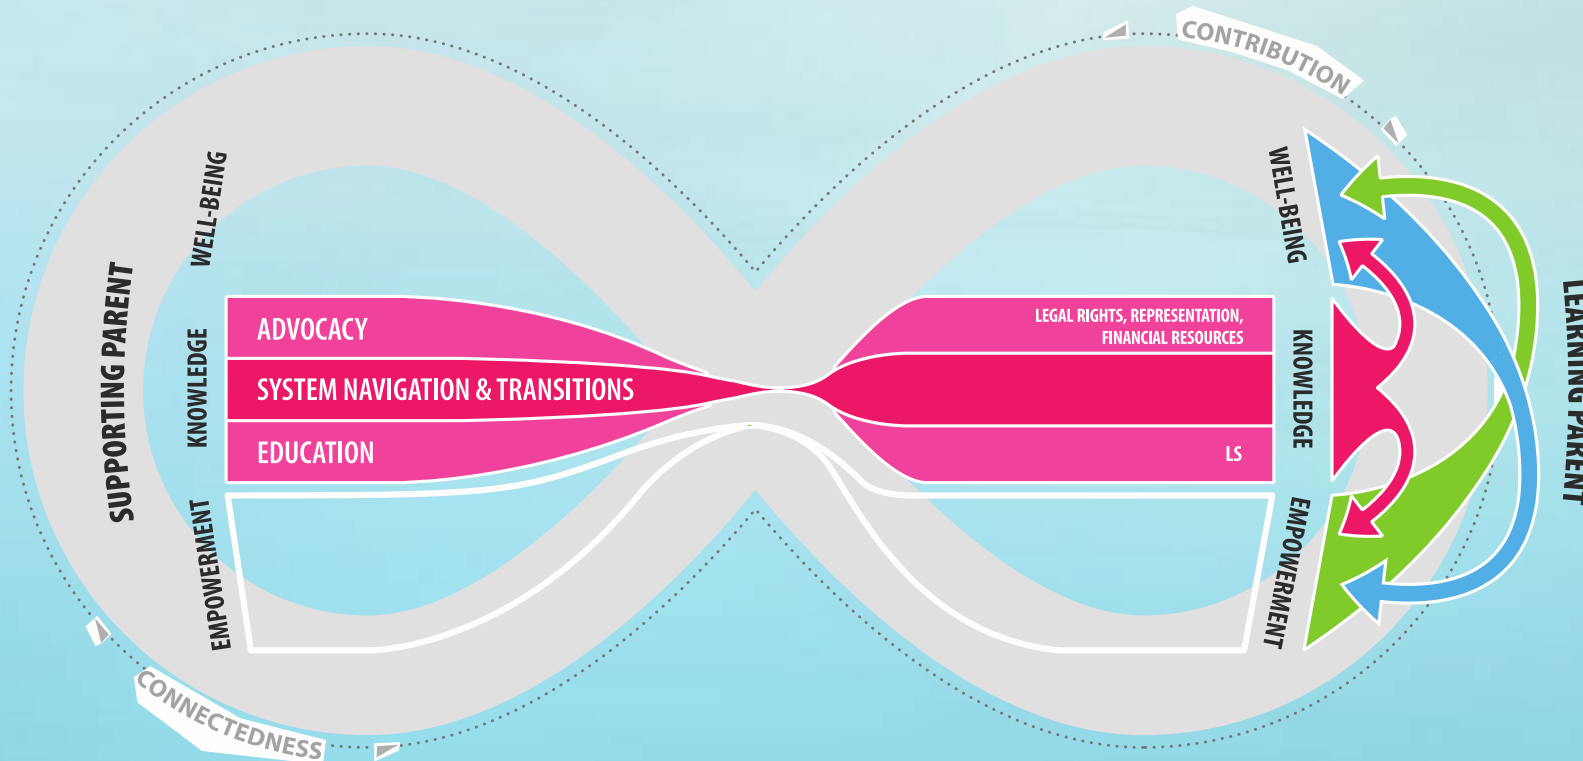 CONTRIBUTION
SUPPORTING PARENT
WELL-BEING
KNOWLEDGE
EMPOWERMENT
ADVOCACY
SYSTEM NAVIGATION & TRANSITIONS
EDUCATION
LEGAL RIGHTS, REPRESENTATION,
FINANCIAL RESOURCES
LS
WELL-BEING
KNOWLEDGE
EMPOWERMENT
LEARNING PARENT
CONNECTEDNESS